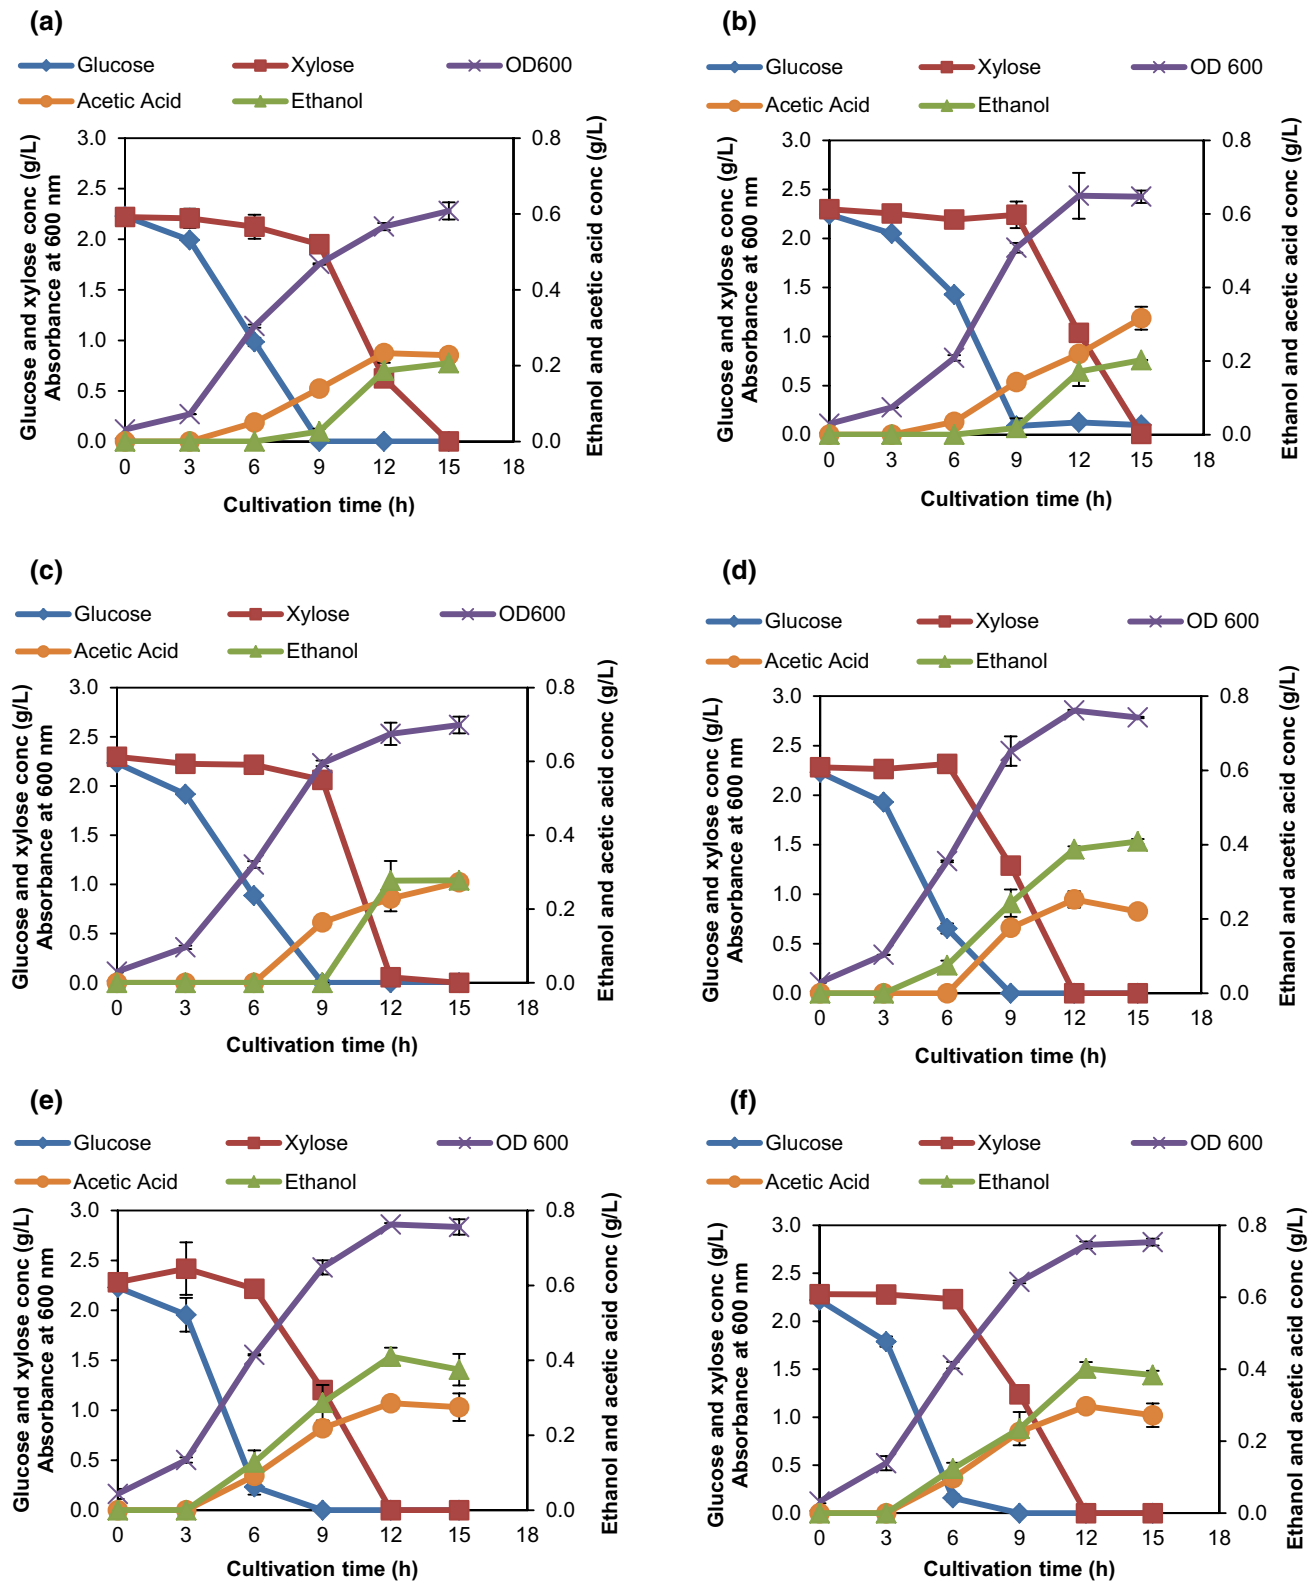 (a)
Glucose Xylose OD600
Acetic Acid Ethanol
Glucose and xylose conc (g/L)
Absorbance at 600 nm
3.0
2.5
2.0
1.5
1.0
0.5
0.0
0.8
0.6
0.4
0.2
0.0
Ethanol and acetic acid conc (g/L)
0 3 6 9 12 15 18
Cultivation time (h)
(b)
Glucose Xylose OD 600
Acetic Acid Ethanol
Glucose and xylose conc (g/L)
Absorbance at 600 nm
3.0
2.5
2.0
1.5
1.0
0.5
0.0
0.8
0.6
0.4
0.2
0.0
Ethanol and acetic acid conc (g/L)
0 3 6 9 12 15 18
Cultivation time (h)
(c)
Glucose Xylose OD600
Acetic Acid Ethanol
Glucose and xylose conc (g/L)
Absorbance at 600 nm
3.0
2.5
2.0
1.5
1.0
0.5
0.0
0.8
0.6
0.4
0.2
0.0
Ethanol and acetic acid conc (g/L)
0 3 6 9 12 15 18
Cultivation time (h)
(d)
Glucose Xylose OD 600
Acetic Acid Ethanol
Glucose and xylose conc (g/L)
Absorbance at 600 nm
3.0
2.5
2.0
1.5
1.0
0.5
0.0
0.8
0.6
0.4
0.2
0.0
Ethanol and acetic acid conc (g/L)
0 3 6 9 12 15 18
Cultivation time (h)
(e)
Glucose Xylose OD 600
Acetic Acid Ethanol
Glucose and xylose conc (g/L)
Absorbance at 600 nm
3.0
2.5
2.0
1.5
1.0
0.5
0.0
0.8
0.6
0.4
0.2
0.0
Ethanol and acetic acid conc (g/L)
0 3 6 9 12 15 18
Cultivation time (h)
(f)
Glucose Xylose OD 600
Acetic Acid Ethanol
Glucose and xylose conc (g/L)
Absorbance at 600 nm
3.0
2.5
2.0
1.5
1.0
0.5
0.0
0.8
0.6
0.4
0.2
0.0
Ethanol and acetic acid conc (g/L)
0 3 6 9 12 15 18
Cultivation time (h)